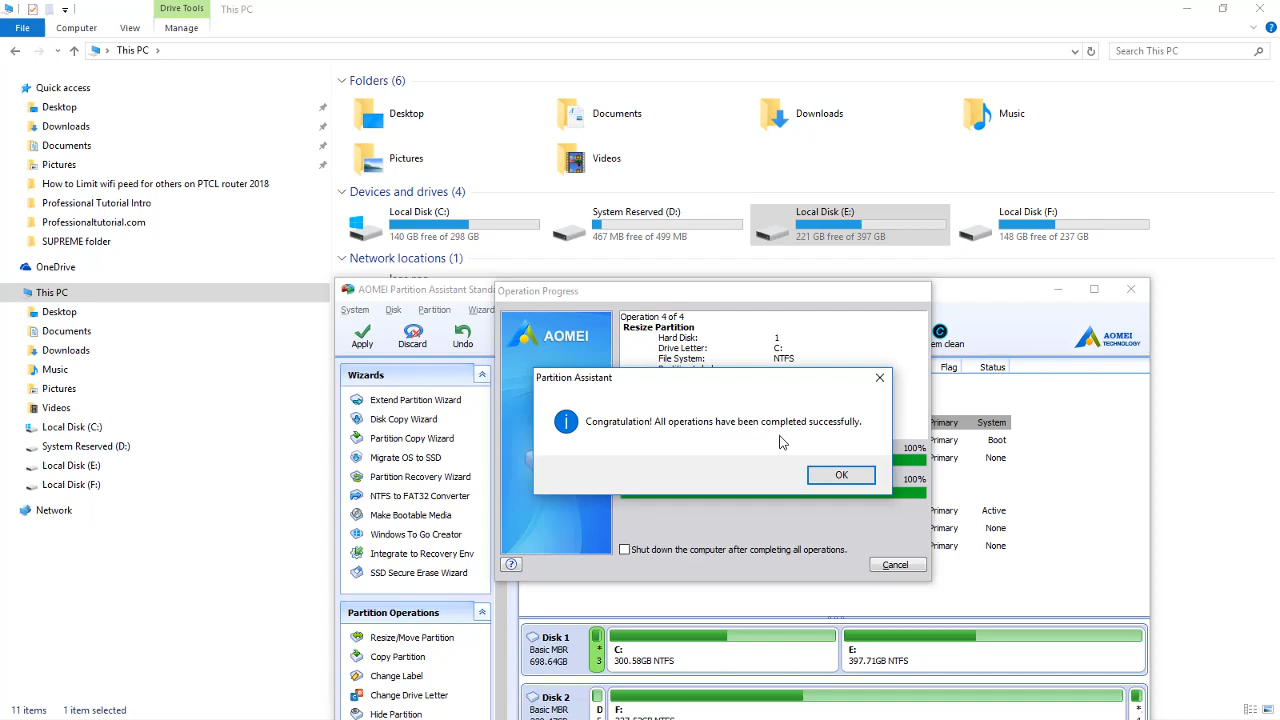 Drive Tools
This PC
File
Computer
View
Manage
This PC
Search This PC
Quick access
Desktop
Downloads
Documents
Pictures
How to Limit wifi peed for others on PTCL router 2018
Professional Tutorial Intro
Professionaltutorial.com
SUPREME folder
OneDrive
This PC
Desktop
Documents
Downloads
Music
Pictures
Videos
Local Disk (C:)
System Reserved (D:)
Local Disk (E:)
Local Disk (F:)
Network
11 items
1 item selected
Folders (6)
Desktop
Documents
Downloads
Music
Pictures
Videos
Devices and drives (4)
Local Disk (C:)
140 GB free of 298 GB
System Reserved (D:)
467 MB free of 499 MB
Local Disk (E:)
221 GB free of 397 GB
Local Disk (F:)
148 GB free of 237 GB
Network locations (1)
AOMEI Partition Assistant Standa
System
Disk
Partition
Wizard
Apply
Discard
Undo
em clean
AOMEI
TECHNOLOGY
Wizards
Extend Partition Wizard
Disk Copy Wizard
Partition Copy Wizard
Migrate OS to SSD
Partition Recovery Wizard
NTFS to FAT32 Converter
Make Bootable Media
Windows To Go Creator
Integrate to Recovery Env
SSD Secure Erase Wizard
Partition Operations
Resize/Move Partition
Copy Partition
Change Label
Change Drive Letter
Hide Partition
Operation Progress
AOMEI
Operation 4 of 4
Resize Partition
Hard Disk: 1
Drive Letter: C:
File System: NTFS
Partition Assistant
Congratulation! All operations have been completed successfully.
OK
100%
100%
Shut down the computer after completing all operations.
Cancel
Flag
Status
rimary System
rimary Boot
rimary None
rimary Active
rimary None
rimary None
Disk 1
Basic MBR
698.64GB
*
3
C:
300.58GB NTFS
E:
397.71GB NTFS
Disk 2
Basic MBR
D
F:
*